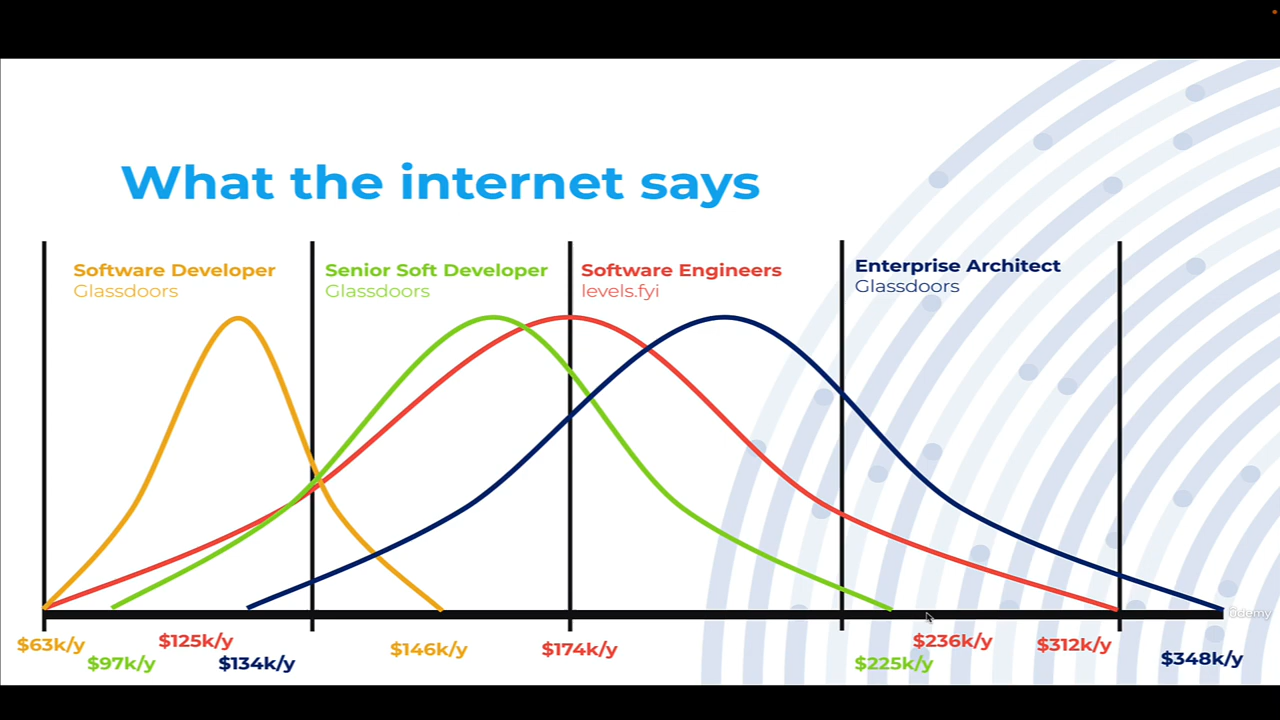 What the internet says
Software Developer
Glassdoors
Senior Soft Developer
Glassdoors
Software Engineers
levels.fyi
Enterprise Architect
Glassdoors
$63k/y
$97k/y
$125k/y
$134k/y
$146k/y
$174k/y
$225k/y
$236k/y
$312k/y
$348k/y
ûdemy